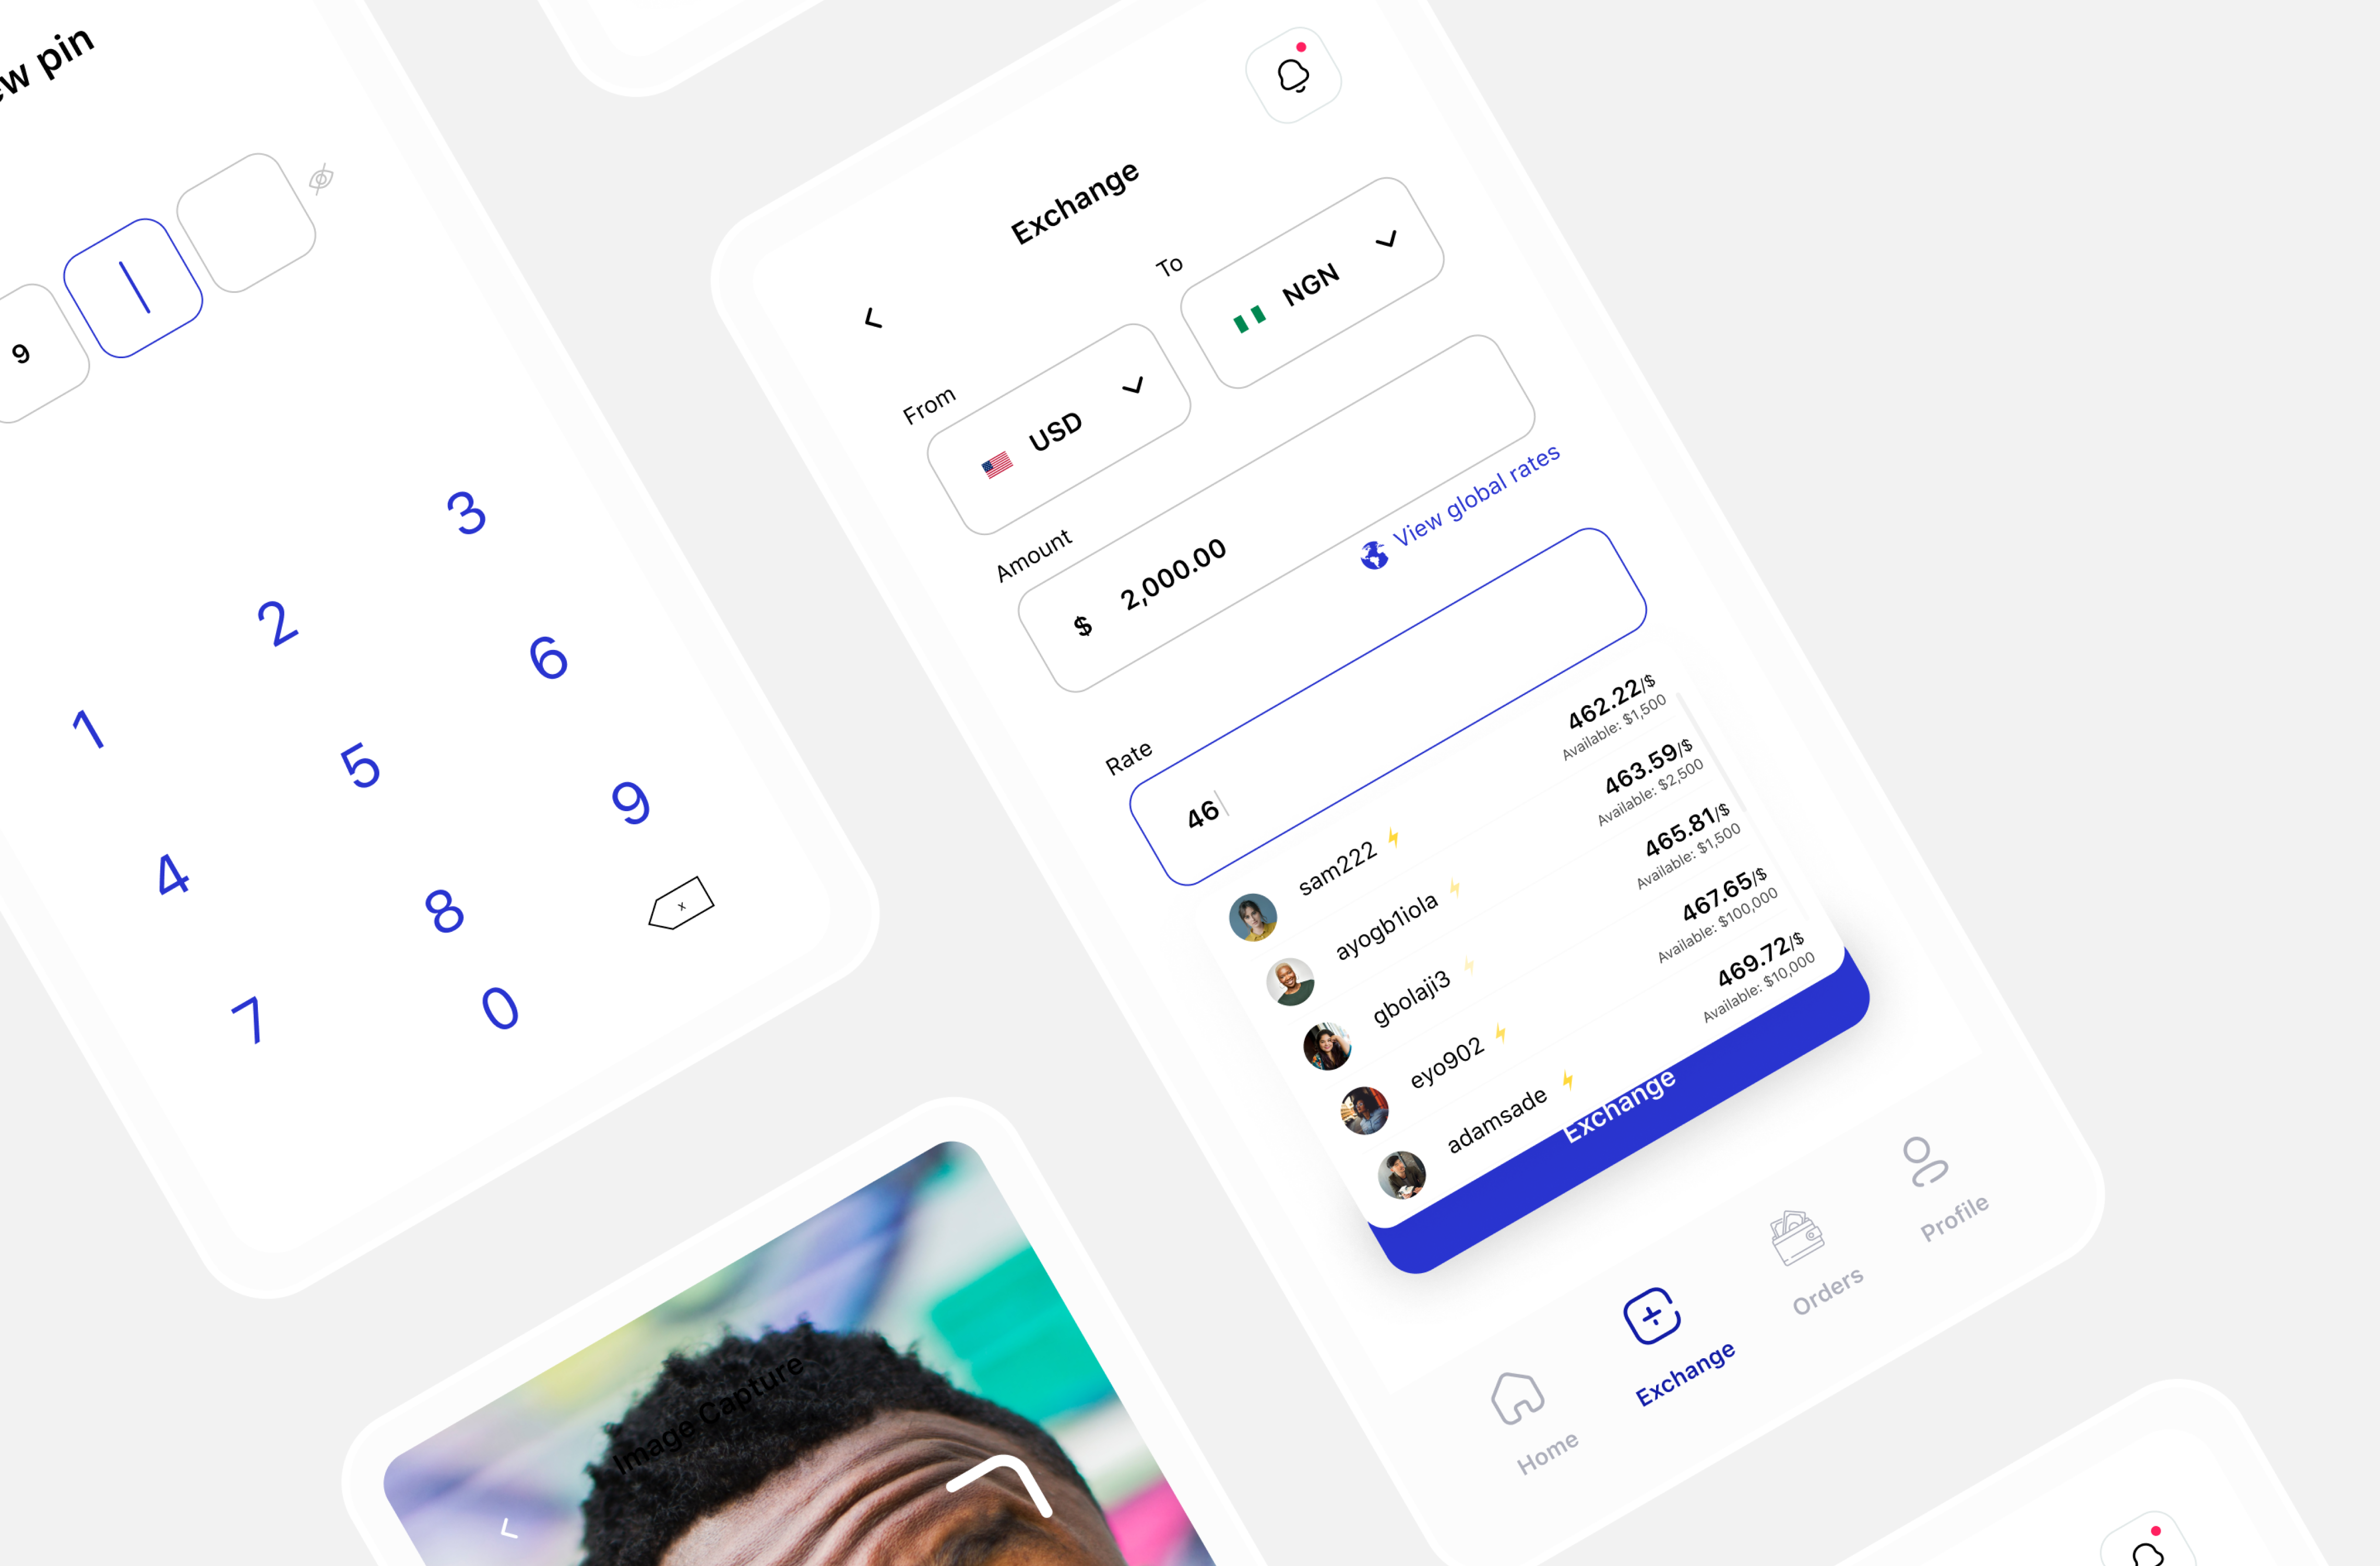 ew pin
9
1 2 3
4 5 6
7 8 9
0 x
Exchange
From
USD
To
NGN
Amount
$ 2,000.00
View global rates
Rate
46
sam222 462.22/$
Available: $1,500
ayogb1iola 463.59/$
Available: $2,500
gbolaji3 465.81/$
Available: $1,500
eyo902 467.65/$
Available: $100,000
adamsade 469.72/$
Available: $10,000
Exchange
Home
Exchange
Orders
Profile
Image Capture